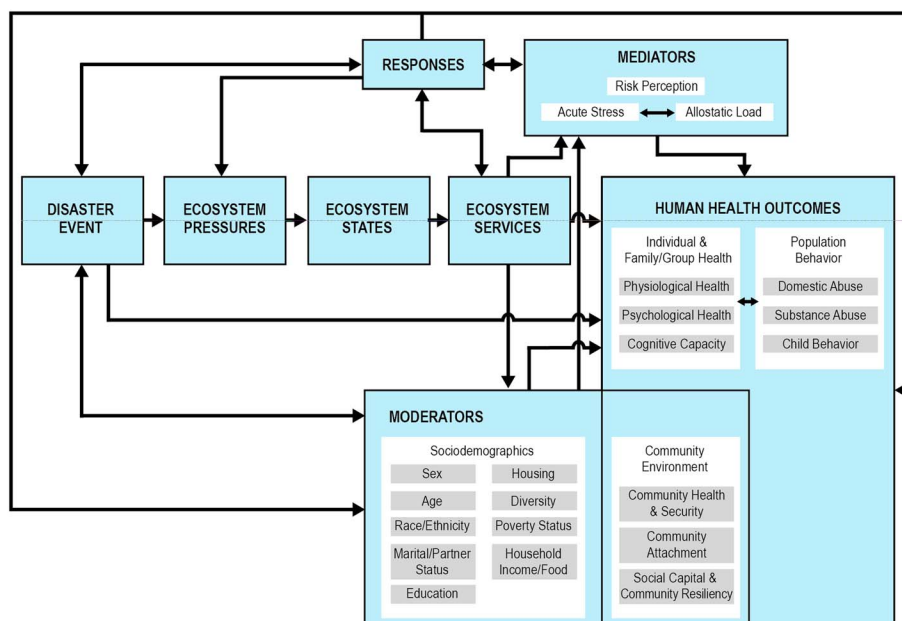 RESPONSES
MEDIATORS
Risk Perception
Acute Stress
Allostatic Load
DISASTER
EVENT
ECOSYSTEM
PRESSURES
ECOSYSTEM
STATES
ECOSYSTEM
SERVICES
HUMAN HEALTH OUTCOMES
Individual &
Family/Group Health
Physiological Health
Psychological Health
Cognitive Capacity
Population
Behavior
Domestic Abuse
Substance Abuse
Child Behavior
MODERATORS
Sociodemographics
Sex
Age
Race/Ethnicity
Marital/Partner
Status
Education
Housing
Diversity
Poverty Status
Household
Income/Food
Community
Environment
Community Health
& Security
Community
Attachment
Social Capital &
Community Resiliency